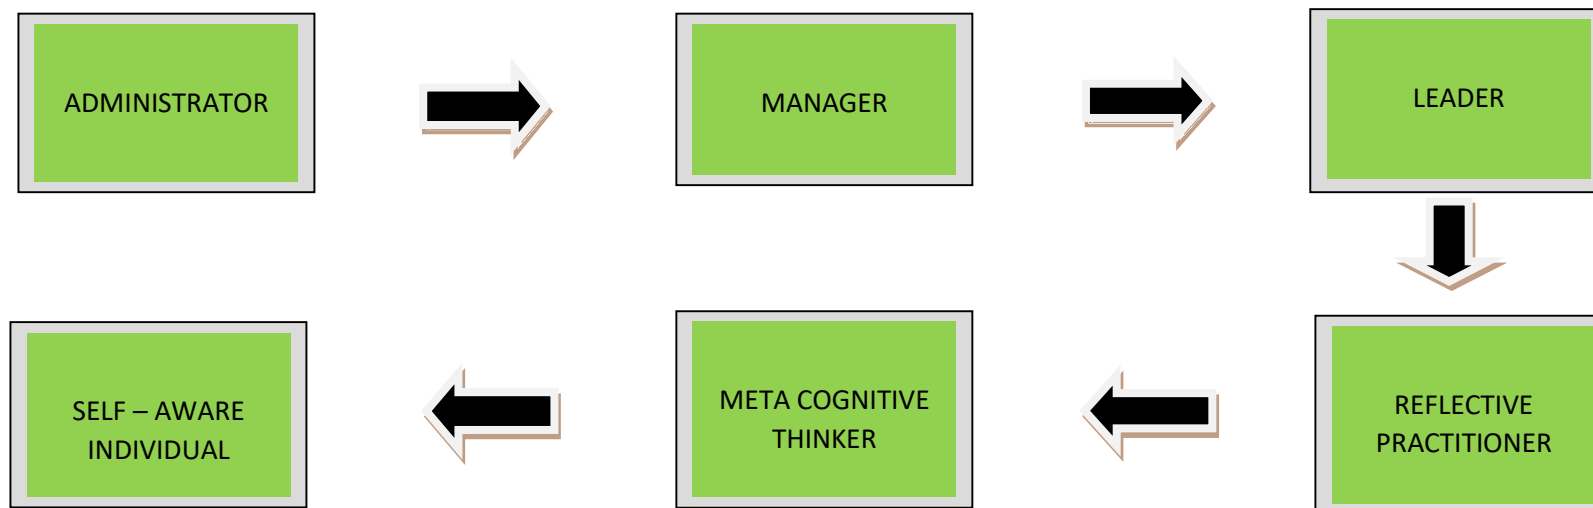 ADMINISTRATOR
MANAGER
LEADER
REFLECTIVE
PRACTITIONER
META COGNITIVE
THINKER
SELF – AWARE
INDIVIDUAL